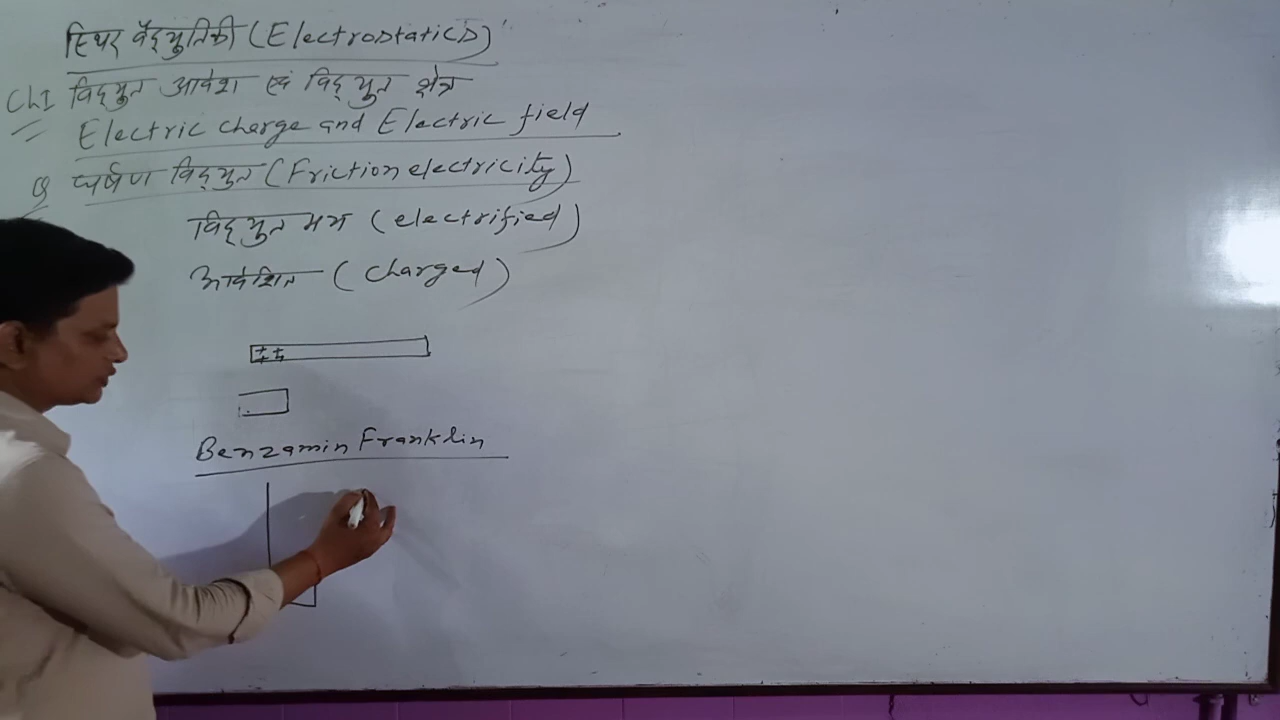 स्थिर वैद्युतिकी (Electrostatics)
Ch1 विद्युत आवेश एवं विद्युत क्षेत्र
Electric charge and Electric field
Q घर्षण विद्युत (Friction electricity)
विद्युत मय (electrified)
आवेशित (Charged)
++ ++
Benzamin Franklin